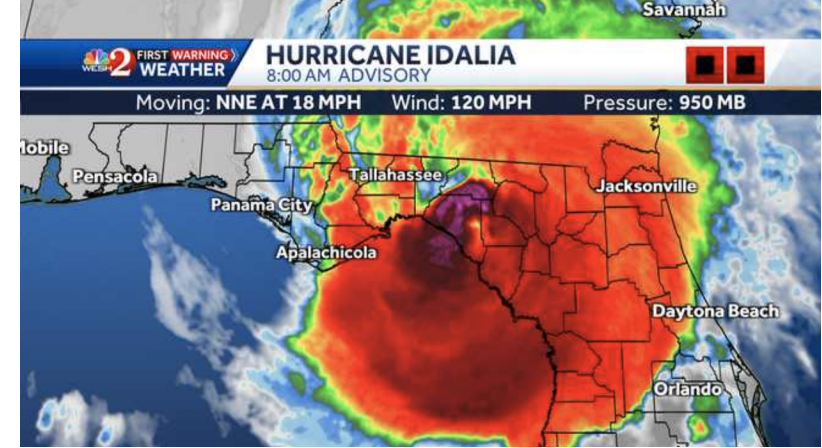 Savannah
NBC WESH 2 FIRST WARNING WEATHER
HURRICANE IDALIA
8:00 AM ADVISORY
Moving: NNE AT 18 MPH Wind: 120 MPH Pressure: 950 MB
Mobile
Pensacola
Tallahassee
Jacksonville
Panama City
Apalachicola
Daytona Beach
Orlando